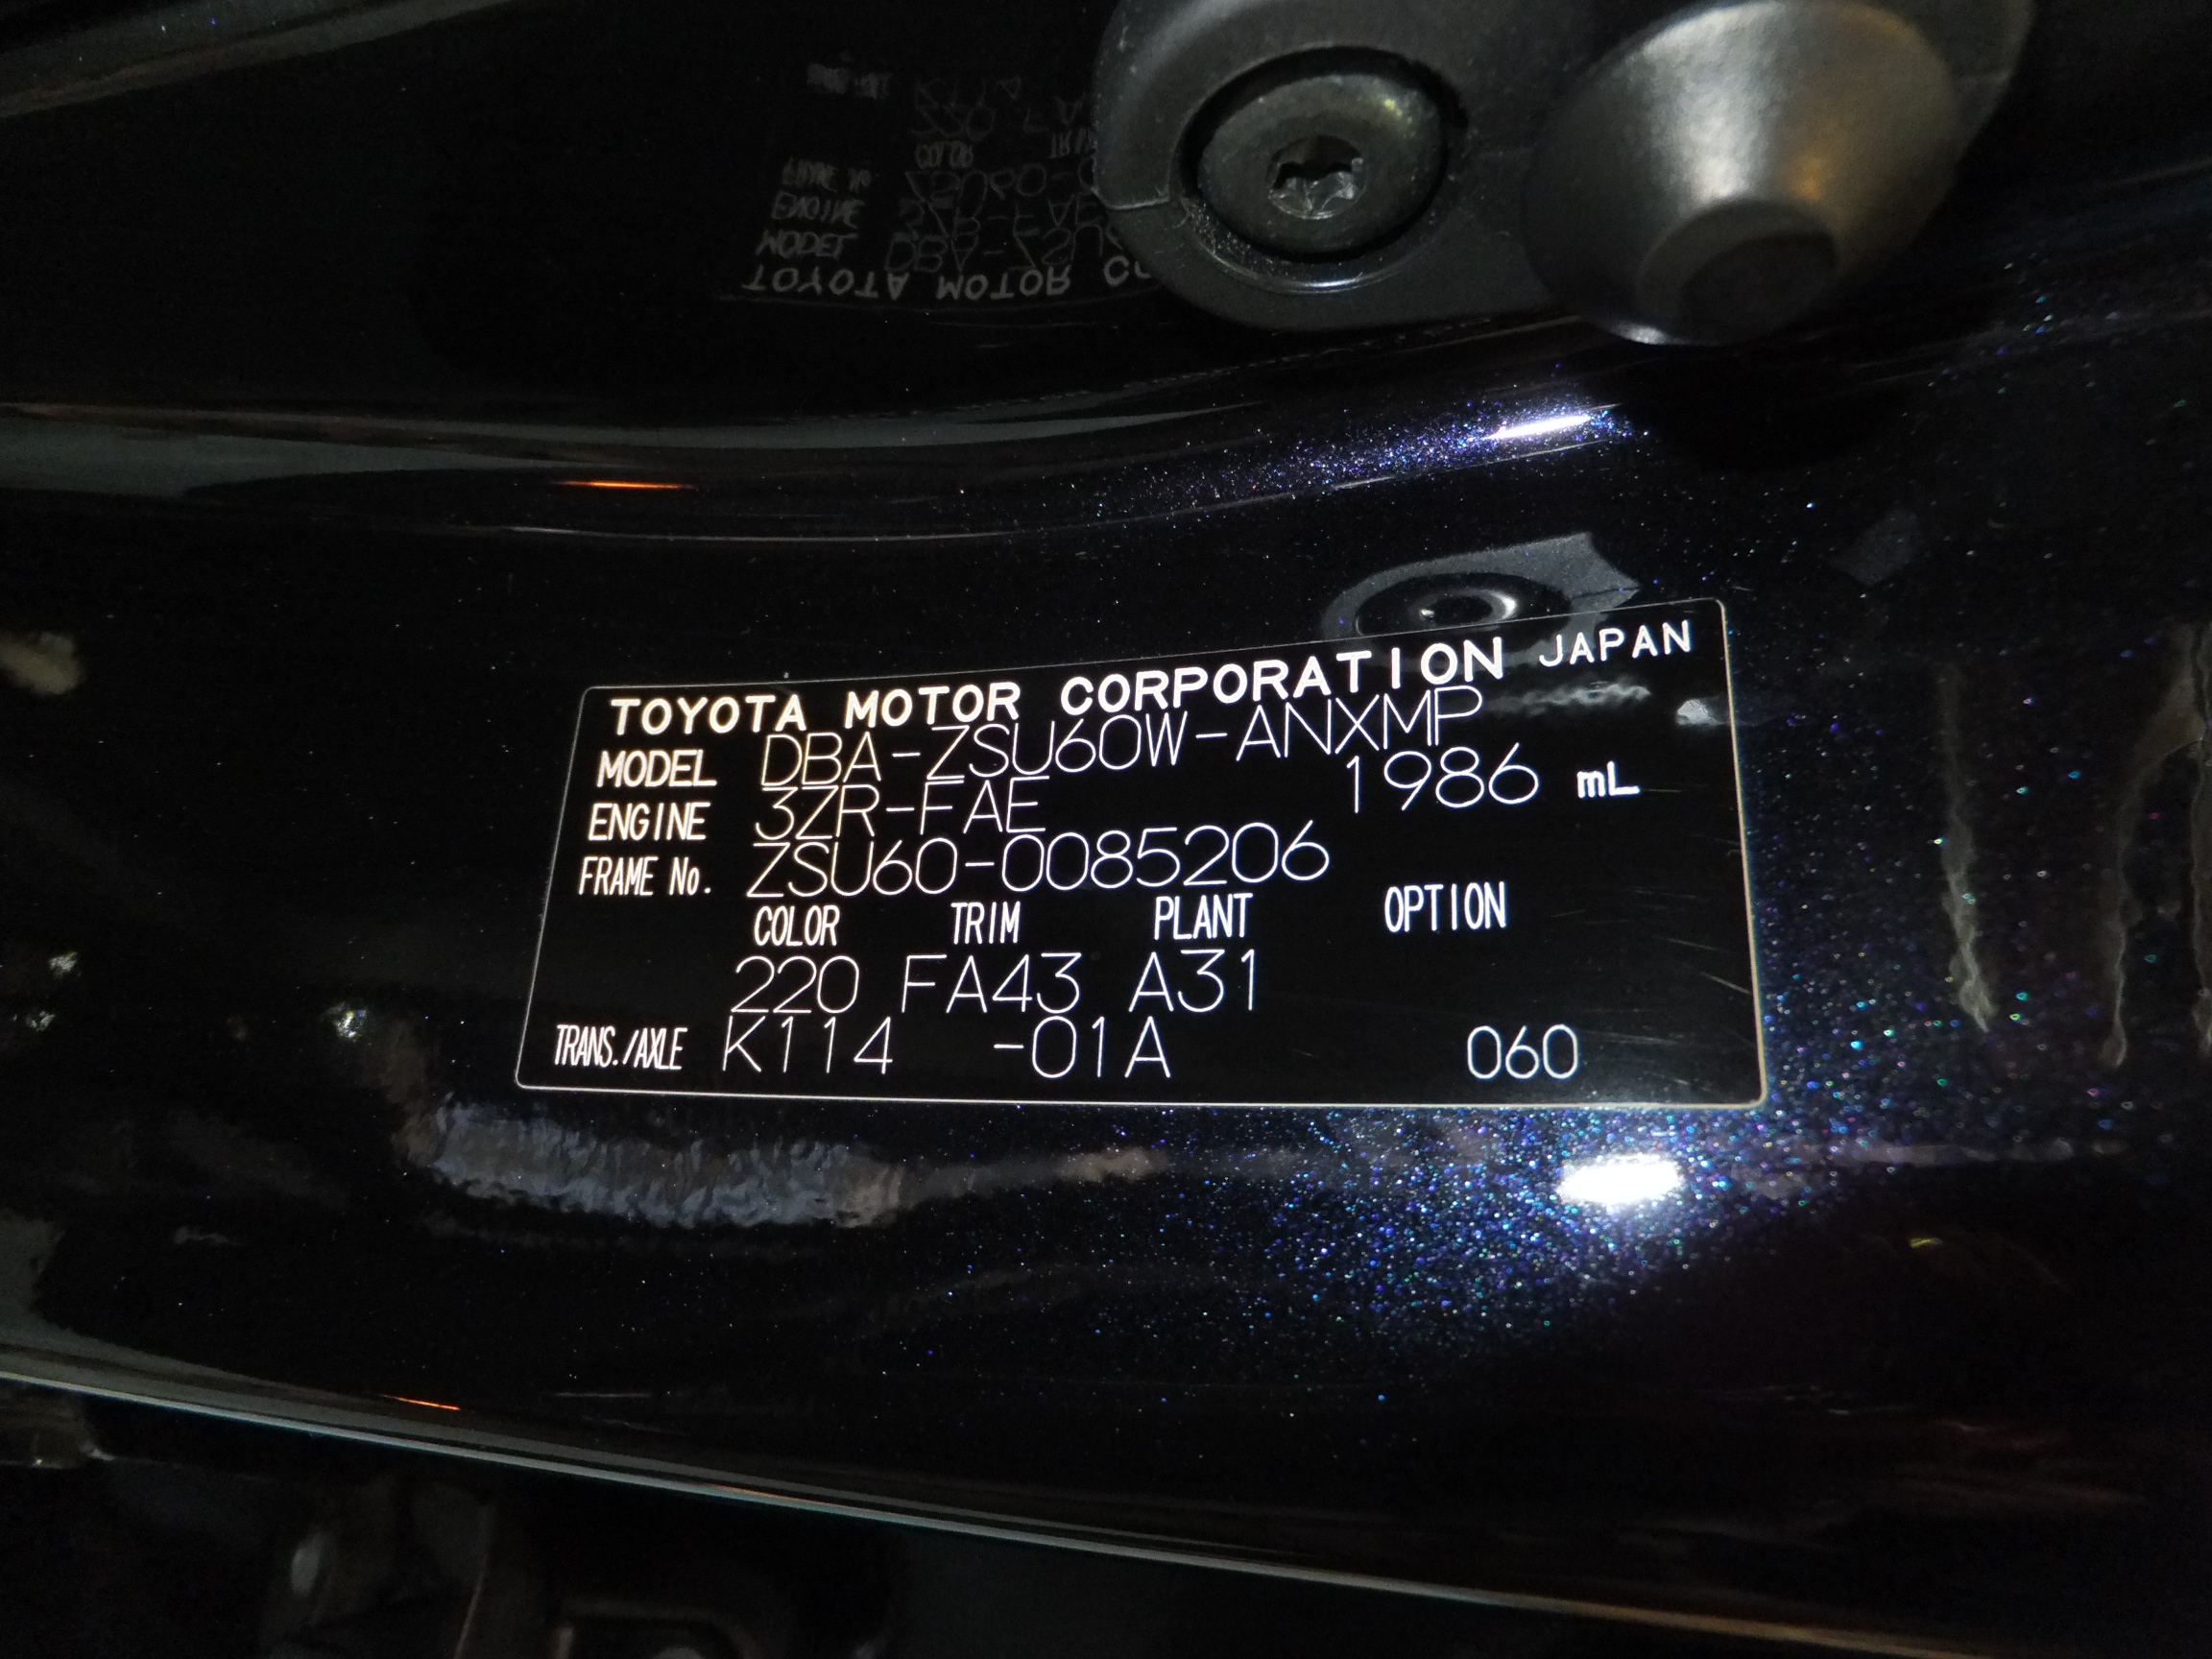 TOYOTA MOTOR CORPORATION JAPAN
MODEL DBA-ZSU60W-ANXMP
ENGINE 3ZR-FAE 1986 mL
FRAME No. ZSU60-0085206
COLOR TRIM PLANT OPTION
220 FA43 A31
TRANS./AXLE K114 -01A 060